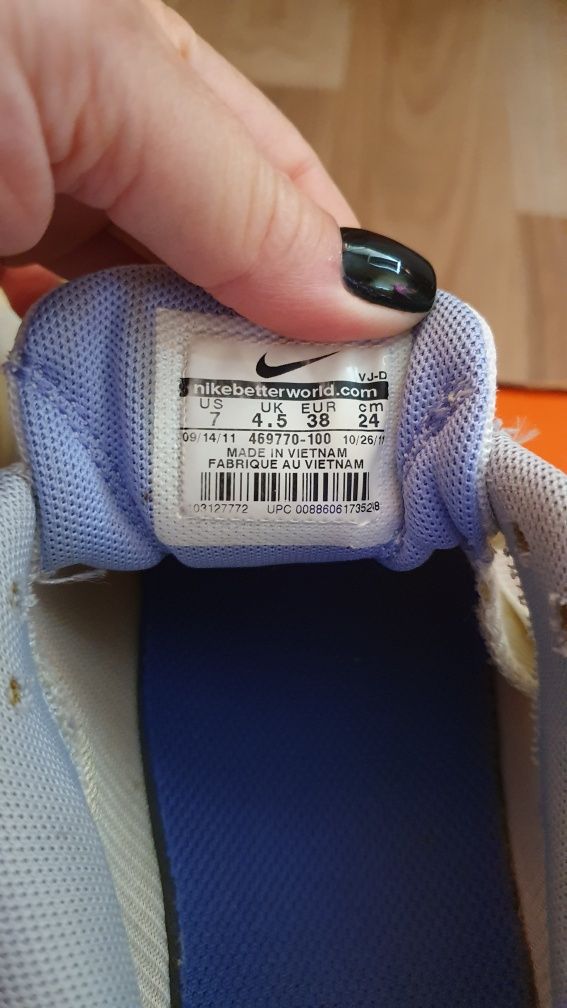 VJ-D
nikebetterworld.com
US UK EUR cm
7 4.5 38 24
09/14/11 469770-100 10/26/11
MADE IN VIETNAM
FABRIQUE AU VIETNAM
03127772 UPC 00886061735248